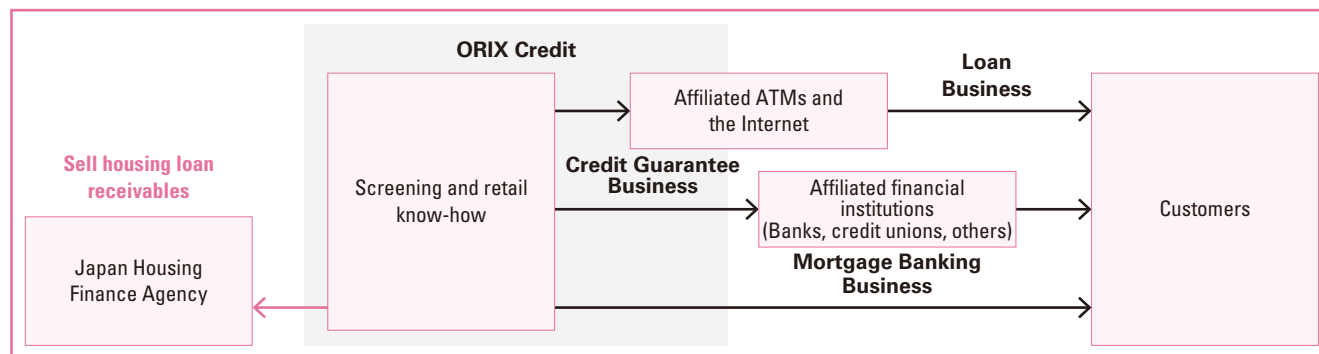 ORIX Credit
Loan
Business
Affiliated ATMs and
the Internet
Sell housing loan
receivables
Credit Guarantee
Business
Screening and retail
know-how
Affiliated financial
institutions
(Banks, credit unions, others)
Customers
Japan Housing
Finance Agency
Mortgage Banking
Business